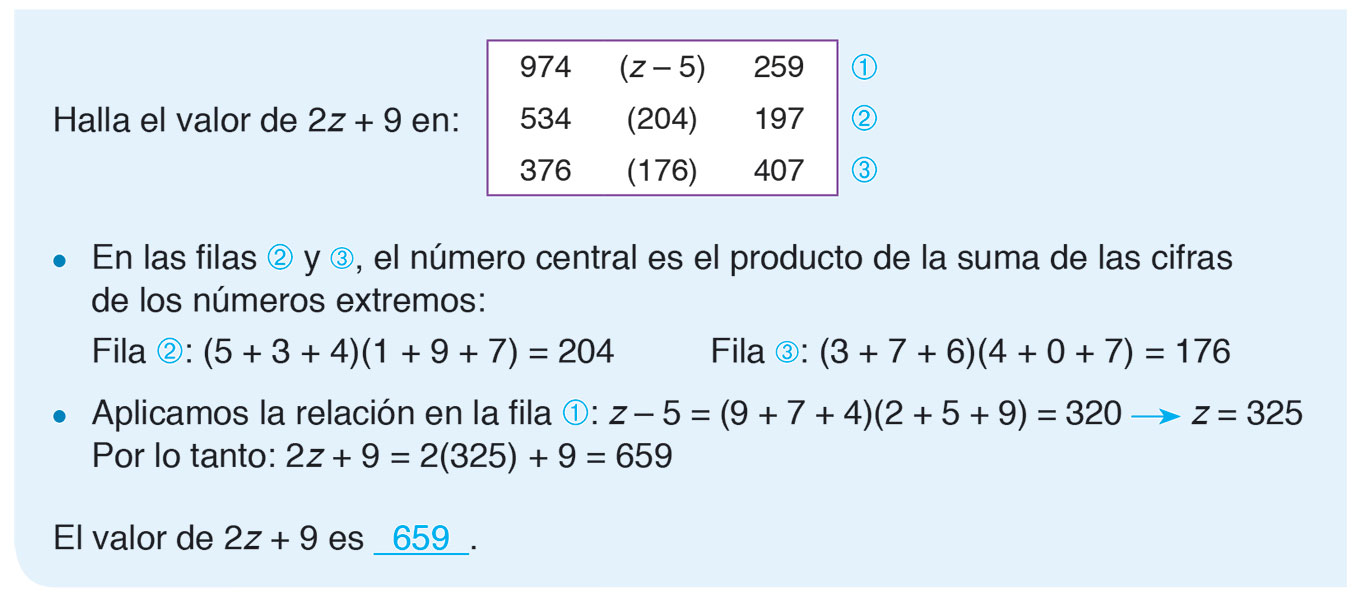 974 (z – 5) 259 ①
Halla el valor de 2z + 9 en: 534 (204) 197 ②
376 (176) 407 ③
• En las filas ② y ③, el número central es el producto de la suma de las cifras
de los números extremos:
Fila ②: (5 + 3 + 4)(1 + 9 + 7) = 204 Fila ③: (3 + 7 + 6)(4 + 0 + 7) = 176
• Aplicamos la relación en la fila ①: z – 5 = (9 + 7 + 4)(2 + 5 + 9) = 320 → z = 325
Por lo tanto: 2z + 9 = 2(325) + 9 = 659
El valor de 2z + 9 es 659.